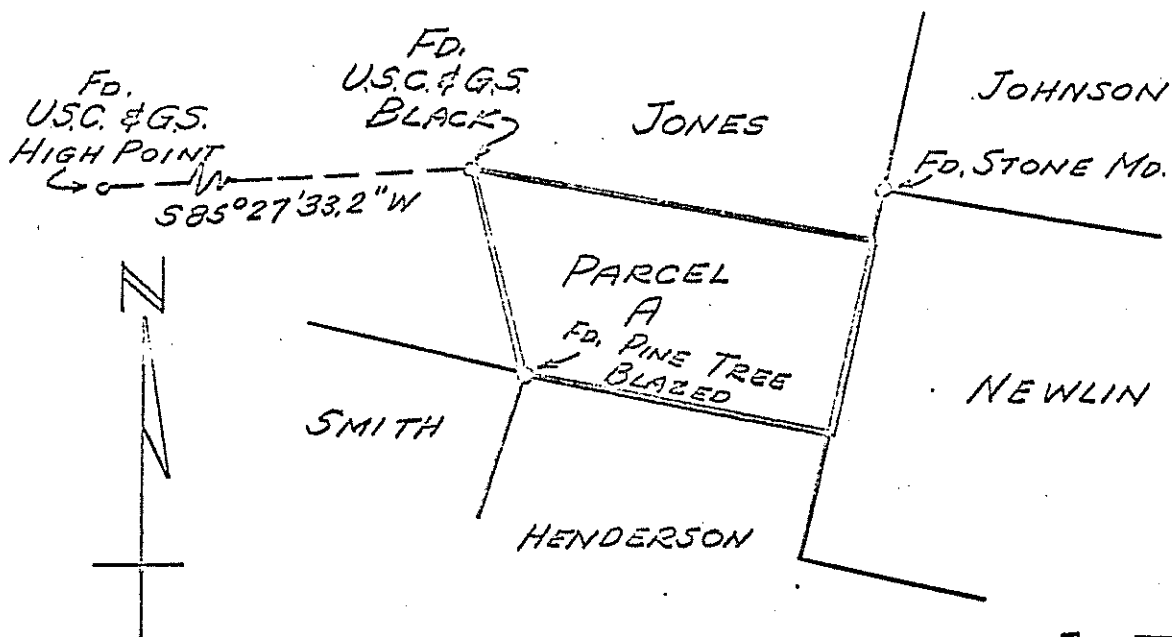 FD.
U.S.C. & G.S.
HIGH POINT
FD.
U.S.C. & G.S.
BLACK
JONES
JOHNSON
FD. STONE MD.
S85°27'33.2"W
N
PARCEL
A
FD. PINE TREE
BLAZED
SMITH
NEWLIN
HENDERSON